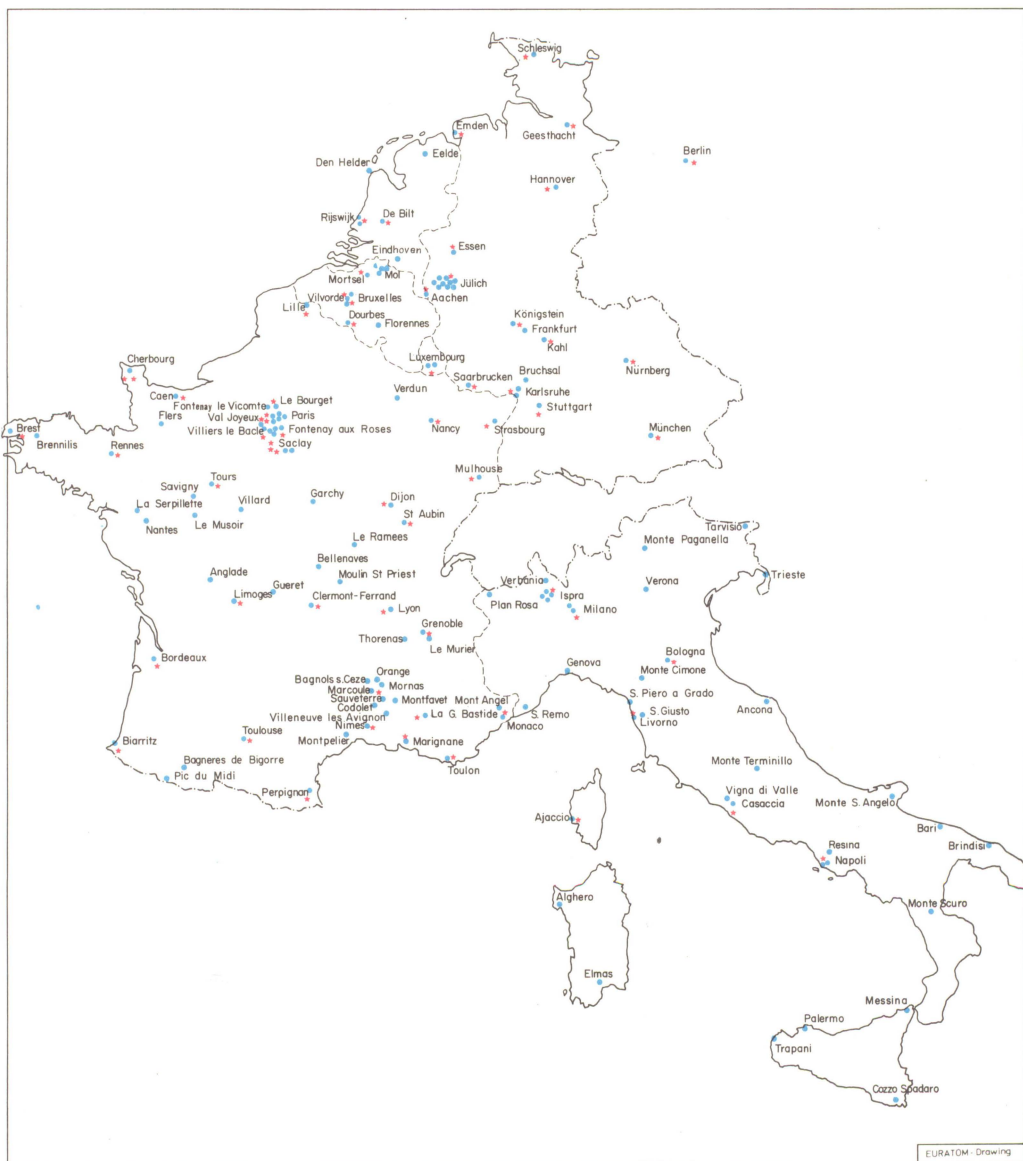 Schleswig
Emden
Geesthacht
Eelde
Berlin
Den Helder
Hannover
Rijswijk
De Bilt
Essen
Eindhoven
Mortsel
Mol
Jülich
Aachen
Vilvorde
Bruxelles
Lille
Dourbes
Florennes
Königstein
Frankfurt
Kahl
Luxembourg
Nürnberg
Cherbourg
Saarbrucken
Bruchsal
Karlsruhe
Verdun
Caen
Fontenay le Vicomte
Le Bourget
Stuttgart
Flers
Val Joyeux
Paris
Brest
Brennilis
Villiers le Bacle
Fontenay aux Roses
Nancy
Strasbourg
München
Rennes
Saclay
Mulhouse
Tours
Savigny
La Serpillette
Villard
Garchy
Dijon
St Aubin
Nantes
Le Musoir
Tarvisio
Le Ramees
Monte Paganella
Bellenaves
Trieste
Anglade
Moulin St Priest
Verbania
Verona
Gueret
Limoges
Clermont-Ferrand
Plan Rosa
Ispra
Lyon
Milano
Grenoble
Thorenas
Le Murier
Bordeaux
Bologna
Genova
Orange
Monte Cimone
Bagnols s. Ceze
Marcoule
Mornas
Sauveterre
Montfavet
Mont Angel
S. Piero a Grado
Codolet
La G. Bastide
S. Remo
S. Giusto
Ancona
Villeneuve les Avignon
Monaco
Livorno
Nimes
Biarritz
Toulouse
Montpelier
Marignane
Bagneres de Bigorre
Toulon
Monte Terminillo
Pic du Midi
Perpignan
Vigna di Valle
Casaccia
Monte S. Angelo
Ajaccio
Bari
Resina
Brindisi
Napoli
Alghero
Monte Scuro
Elmas
Messina
Palermo
Trapani
Cozzo Spadaro
EURATOM - Drawing